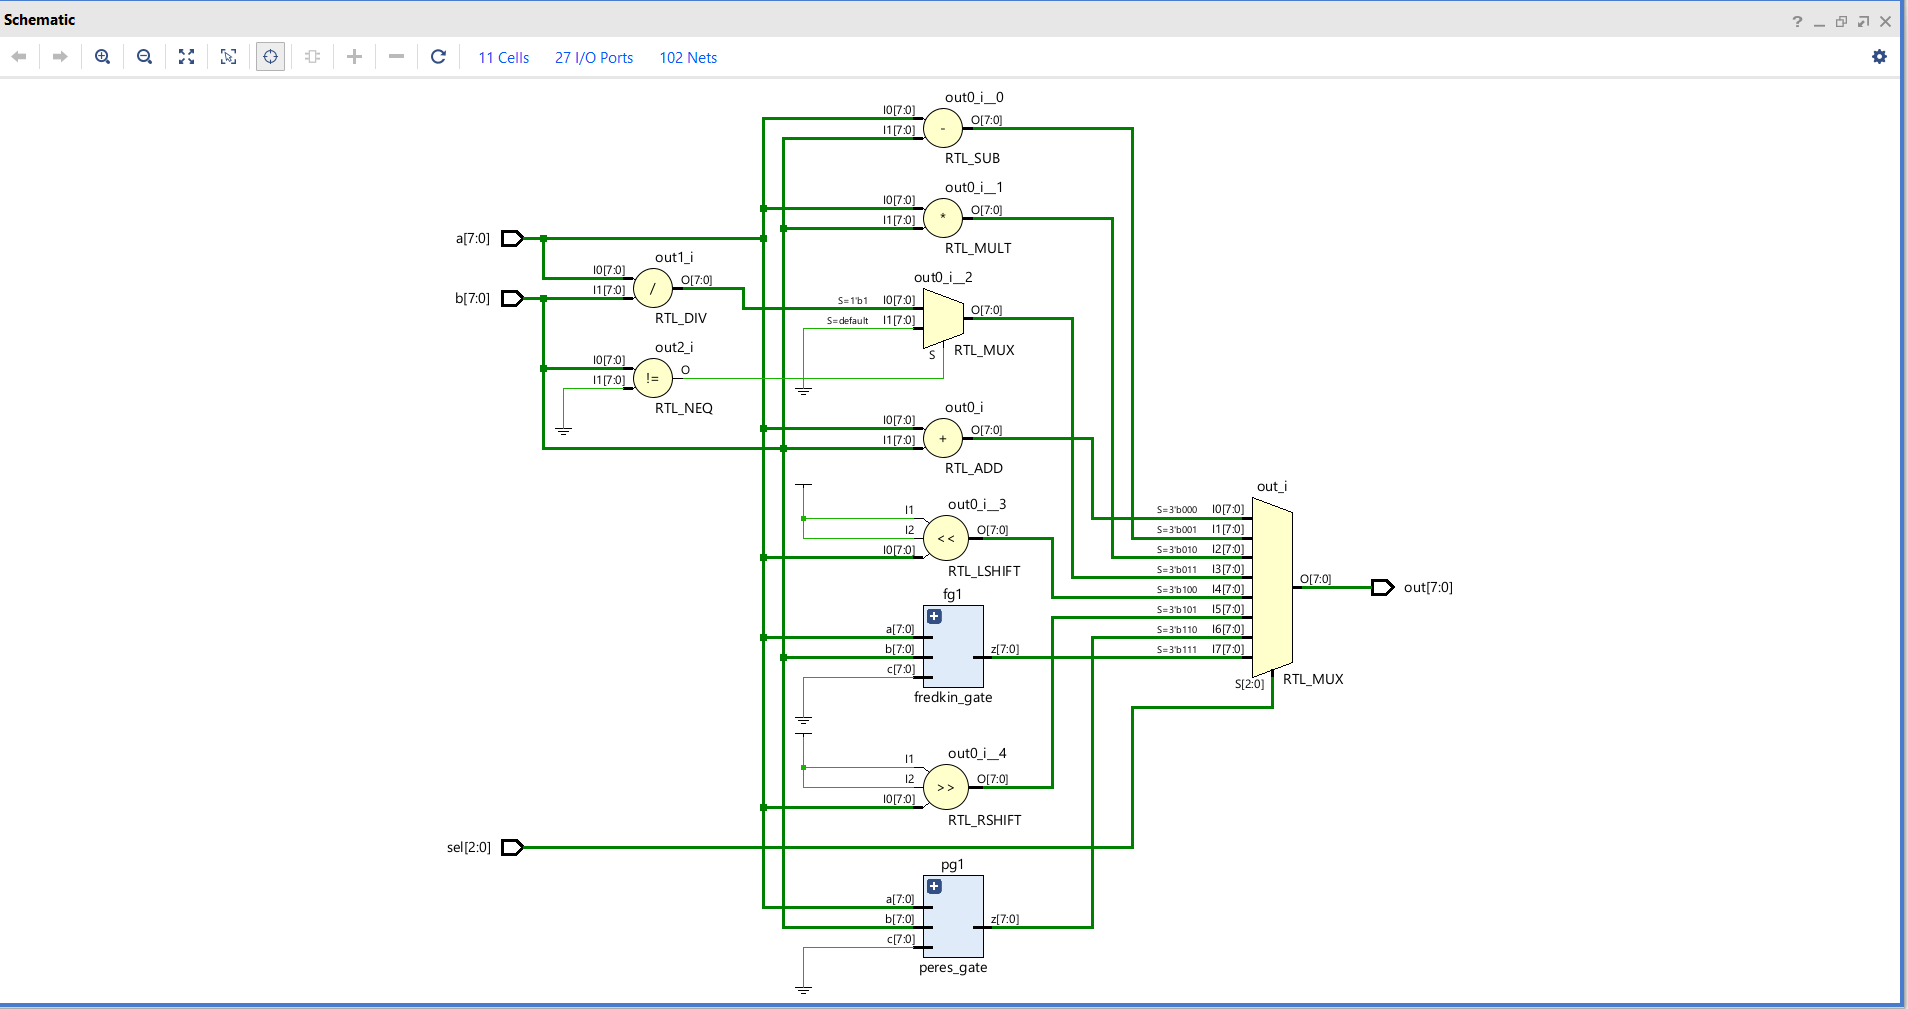 Schematic
11 Cells 27 I/O Ports 102 Nets
out0_i__0
I0[7:0]
I1[7:0]
-
O[7:0]
RTL_SUB
out0_i__1
I0[7:0]
I1[7:0]
*
O[7:0]
RTL_MULT
a[7:0]
b[7:0]
out1_i
I0[7:0]
I1[7:0]
/
O[7:0]
RTL_DIV
out0_i__2
S=1'b1 I0[7:0]
S=default I1[7:0]
O[7:0]
S
RTL_MUX
out2_i
I0[7:0]
I1[7:0]
!=
O
RTL_NEQ
out0_i
I0[7:0]
I1[7:0]
+
O[7:0]
RTL_ADD
out0_i__3
I1
I2
I0[7:0]
<<
O[7:0]
RTL_LSHIFT
fg1
a[7:0]
b[7:0]
c[7:0]
z[7:0]
fredkin_gate
out_i
S=3'b000 I0[7:0]
S=3'b001 I1[7:0]
S=3'b010 I2[7:0]
S=3'b011 I3[7:0]
S=3'b100 I4[7:0]
S=3'b101 I5[7:0]
S=3'b110 I6[7:0]
S=3'b111 I7[7:0]
O[7:0]
out[7:0]
S[2:0]
RTL_MUX
out0_i__4
I1
I2
I0[7:0]
>>
O[7:0]
RTL_RSHIFT
sel[2:0]
pg1
a[7:0]
b[7:0]
c[7:0]
z[7:0]
peres_gate